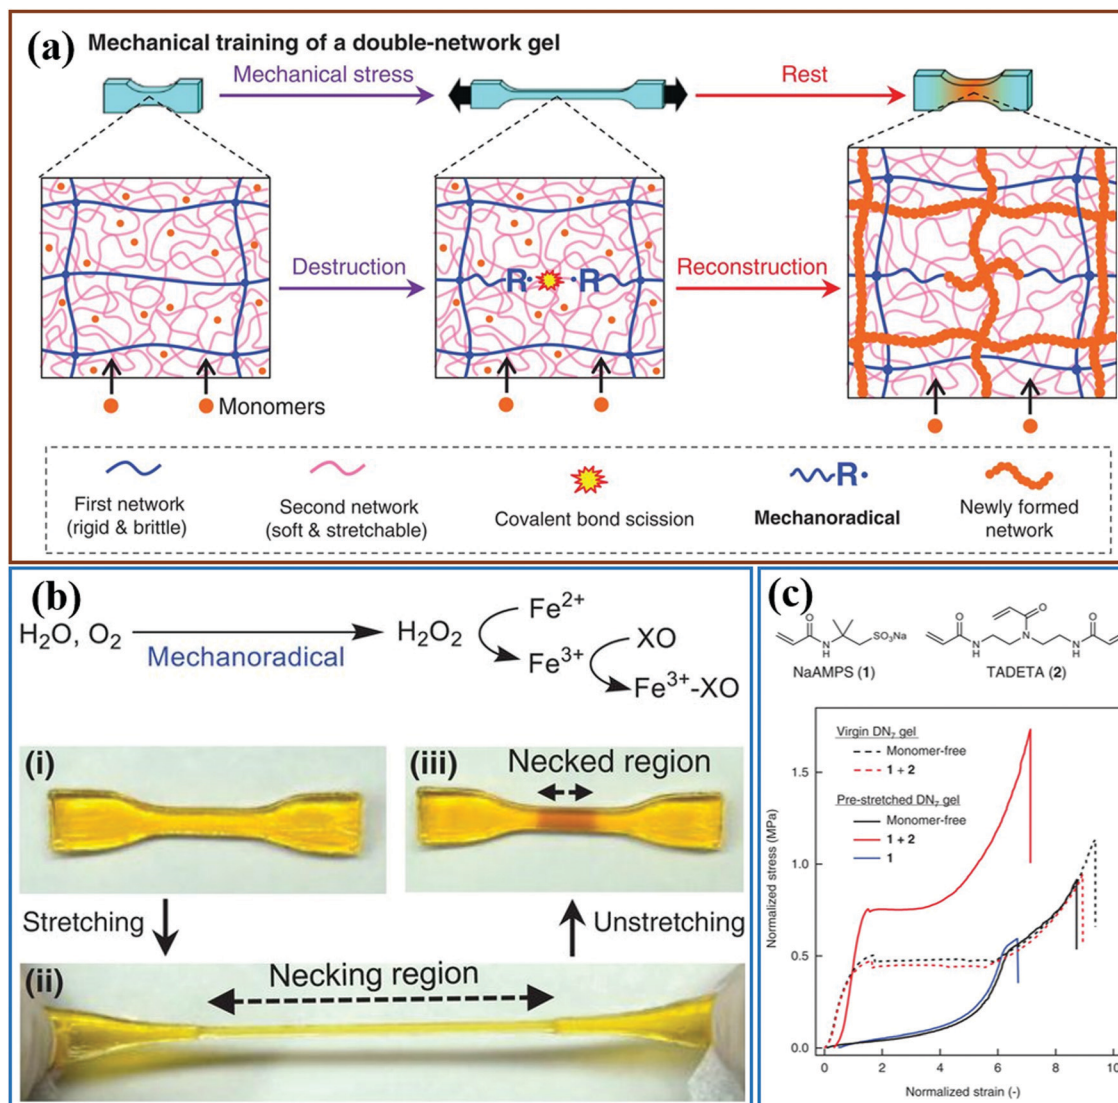 (a) Mechanical training of a double-network gel
Mechanical stress
Rest
Destruction
R· ·R
Reconstruction
Monomers
First network
(rigid & brittle)
Second network
(soft & stretchable)
Covalent bond scission
R·
Mechanoradical
Newly formed
network
(b)
H₂O, O₂
Mechanoradical
H₂O₂
Fe²⁺
Fe³⁺
XO
Fe³⁺-XO
(i)
(iii) Necked region
Stretching
Unstretching
(ii) Necking region
(c)
O
N
H
SO₃Na
NaAMPS (1)
O
N
H
O
N
O
N
H
TADETA (2)
Virgin DN₇ gel
Monomer-free
1 + 2
Pre-stretched DN₇ gel
Monomer-free
1 + 2
1
Normalized stress (MPa)
1.5
1.0
0.5
0.0
0 2 4 6 8 10
Normalized strain (-)